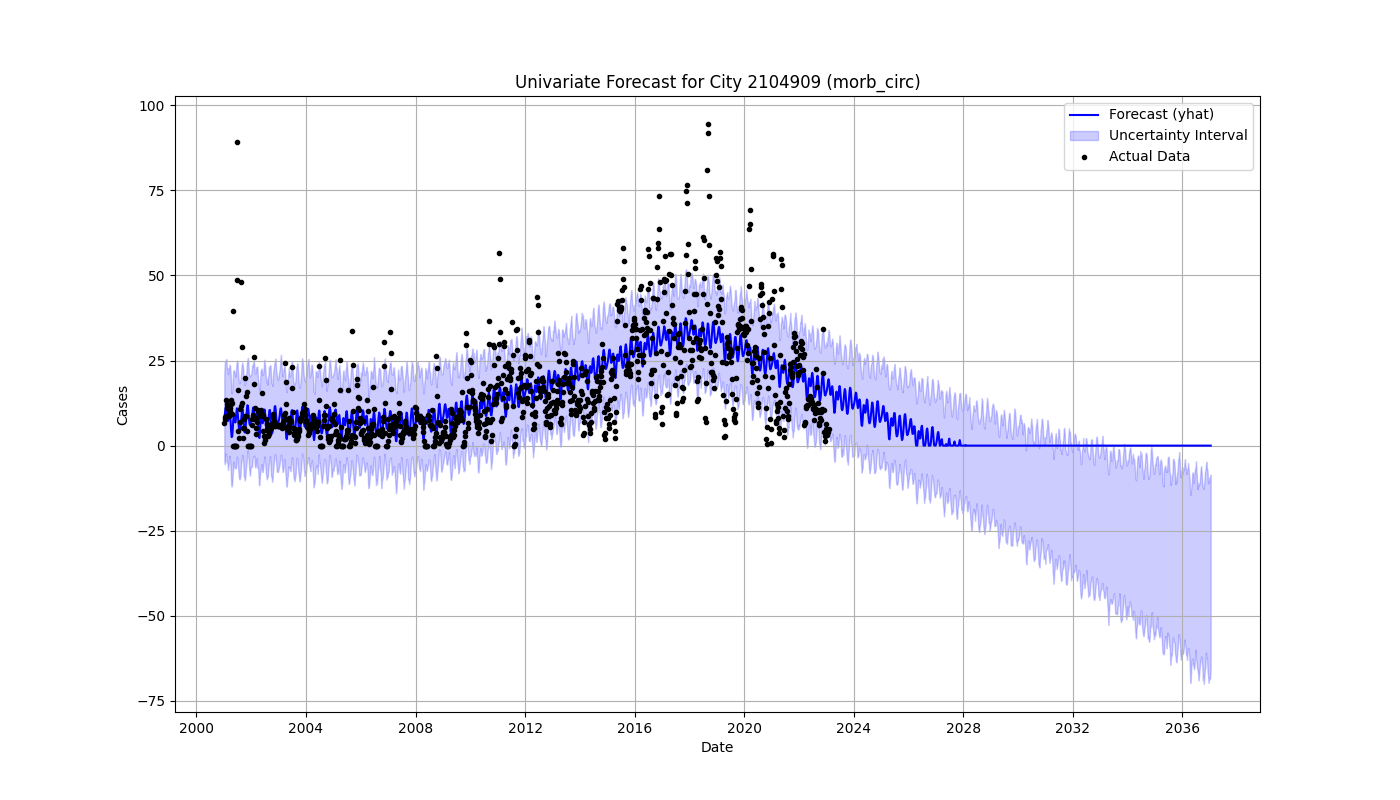 Univariate Forecast for City 2104909 (morb_circ)
Forecast (yhat)
Uncertainty Interval
Actual Data
100
75
50
25
0
−25
−50
−75
Cases
2000 2004 2008 2012 2016 2020 2024 2028 2032 2036
Date